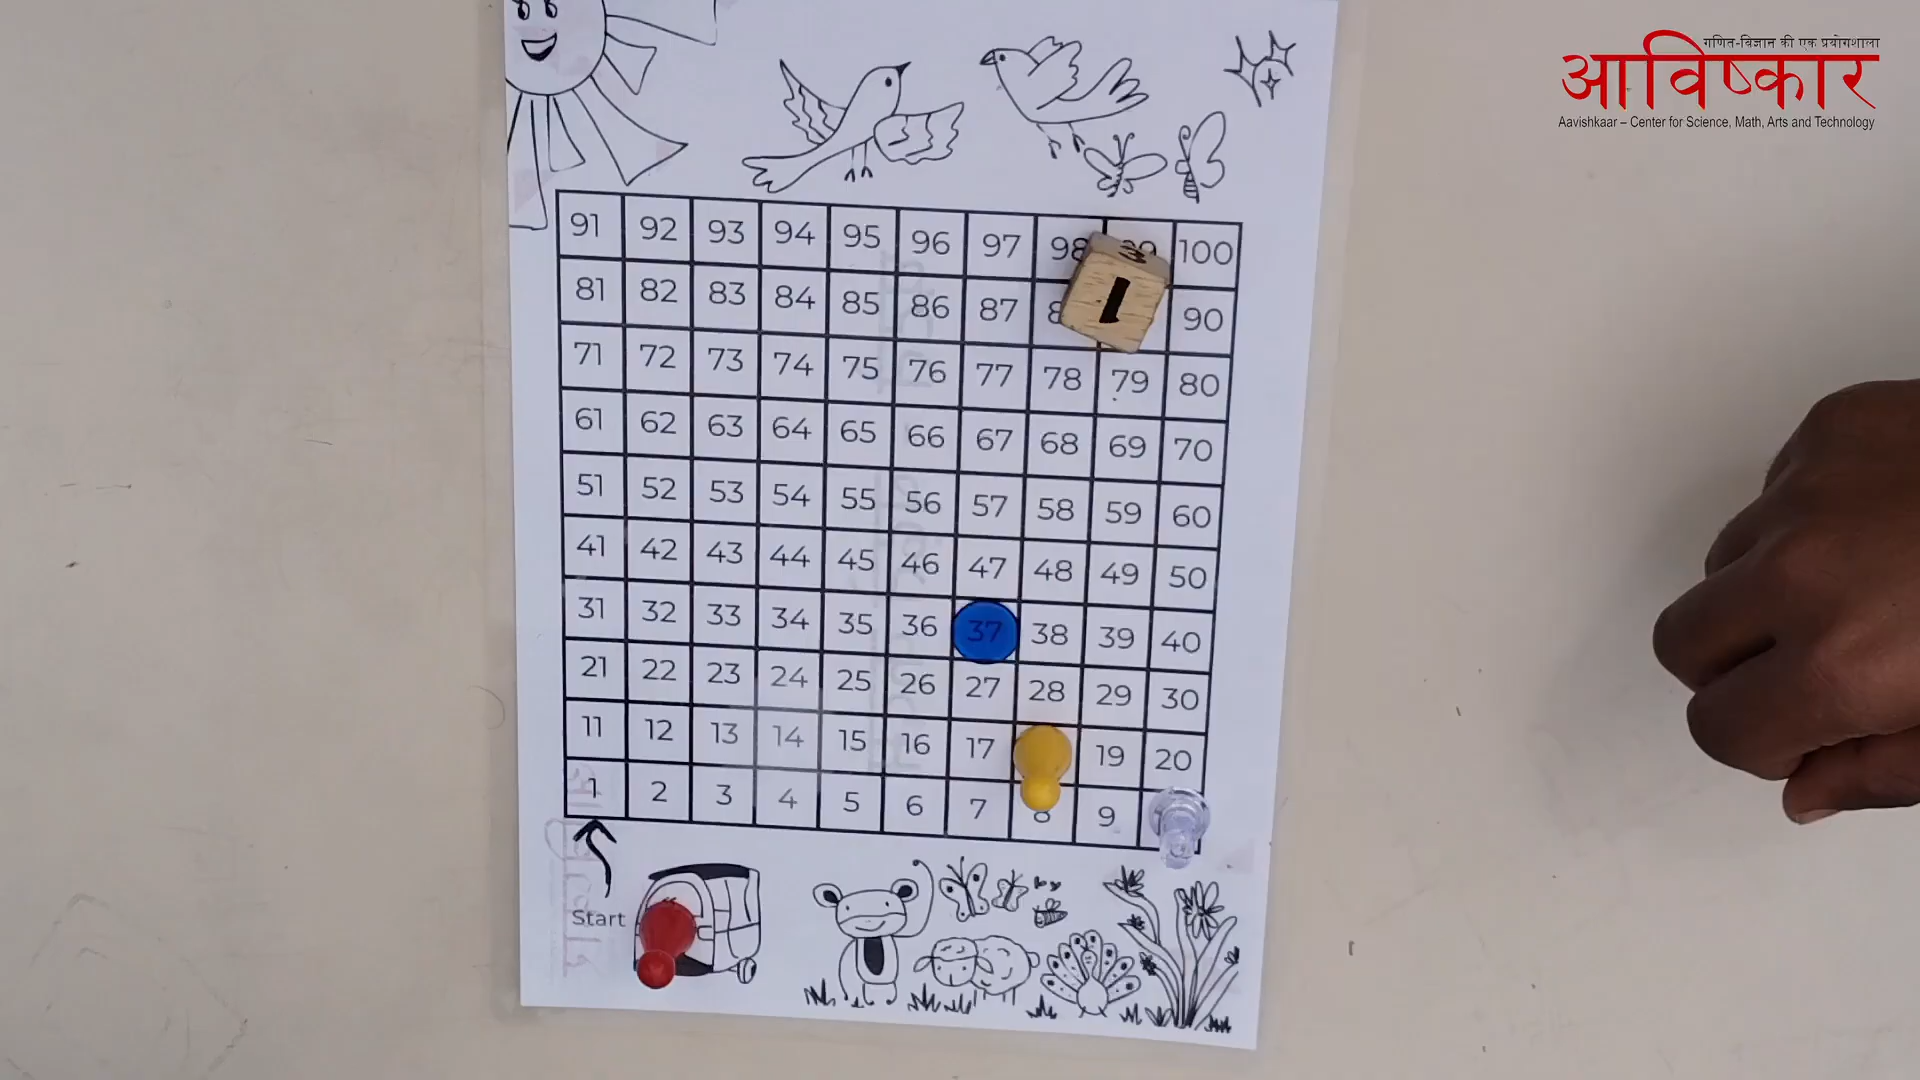 गणित-विज्ञान की एक प्रयोगशाला
आविष्कार
Aavishkaar – Center for Science, Math, Arts and Technology
91 92 93 94 95 96 97 98 99 100
81 82 83 84 85 86 87 90
71 72 73 74 75 76 77 78 79 80
61 62 63 64 65 66 67 68 69 70
51 52 53 54 55 56 57 58 59 60
41 42 43 44 45 46 47 48 49 50
31 32 33 34 35 36 37 38 39 40
21 22 23 24 25 26 27 28 29 30
11 12 13 14 15 16 17 19 20
1 2 3 4 5 6 7 8 9
1
3
Start